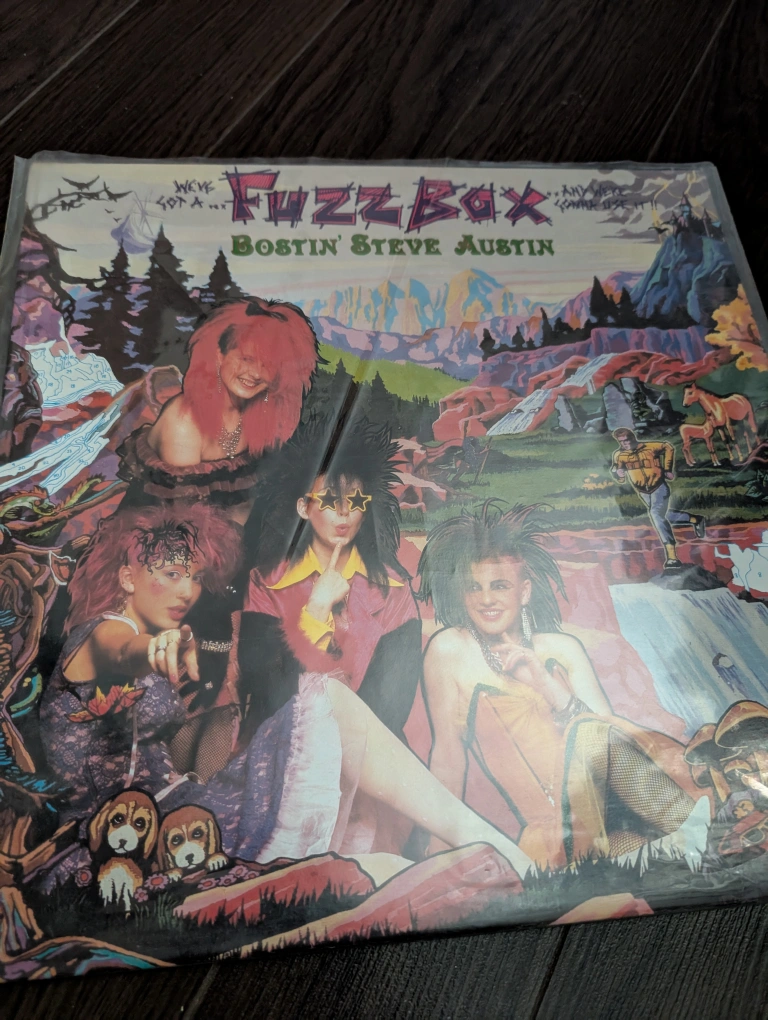 WE'VE
GOT A...
FUZZBOX
...AND WE'RE
GONNA USE IT!!
BOSTIN' STEVE AUSTIN